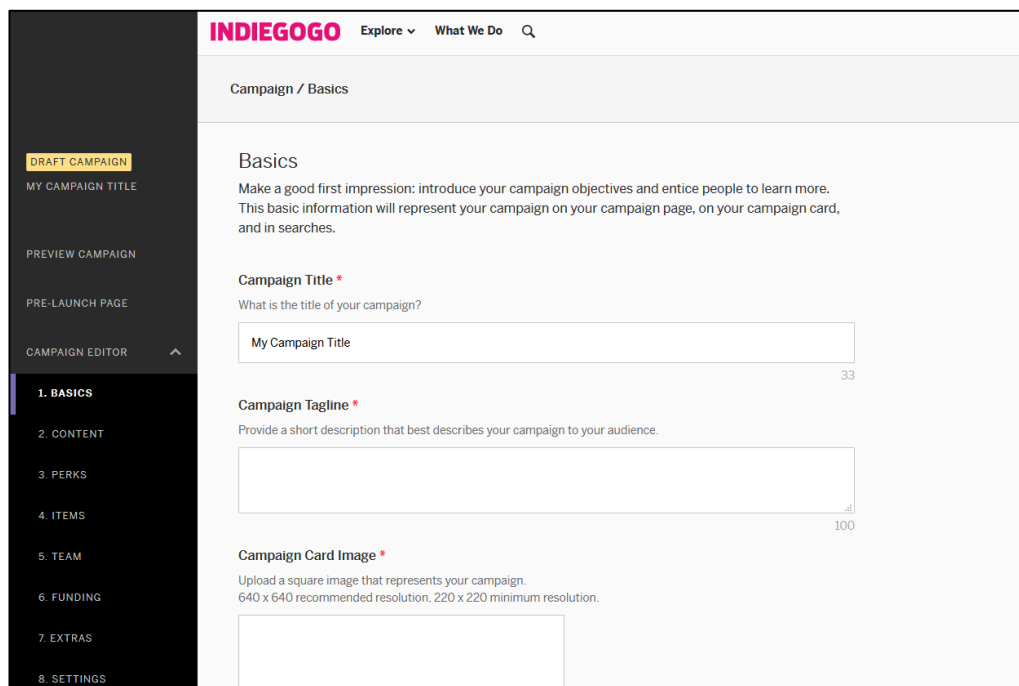 INDIEGOGO Explore What We Do
Campaign / Basics
DRAFT CAMPAIGN
MY CAMPAIGN TITLE
PREVIEW CAMPAIGN
PRE-LAUNCH PAGE
CAMPAIGN EDITOR
1. BASICS
2. CONTENT
3. PERKS
4. ITEMS
5. TEAM
6. FUNDING
7. EXTRAS
8. SETTINGS
Basics
Make a good first impression: introduce your campaign objectives and entice people to learn more.
This basic information will represent your campaign on your campaign page, on your campaign card,
and in searches.
Campaign Title *
What is the title of your campaign?
My Campaign Title
33
Campaign Tagline *
Provide a short description that best describes your campaign to your audience.
100
Campaign Card Image *
Upload a square image that represents your campaign.
640 x 640 recommended resolution, 220 x 220 minimum resolution.